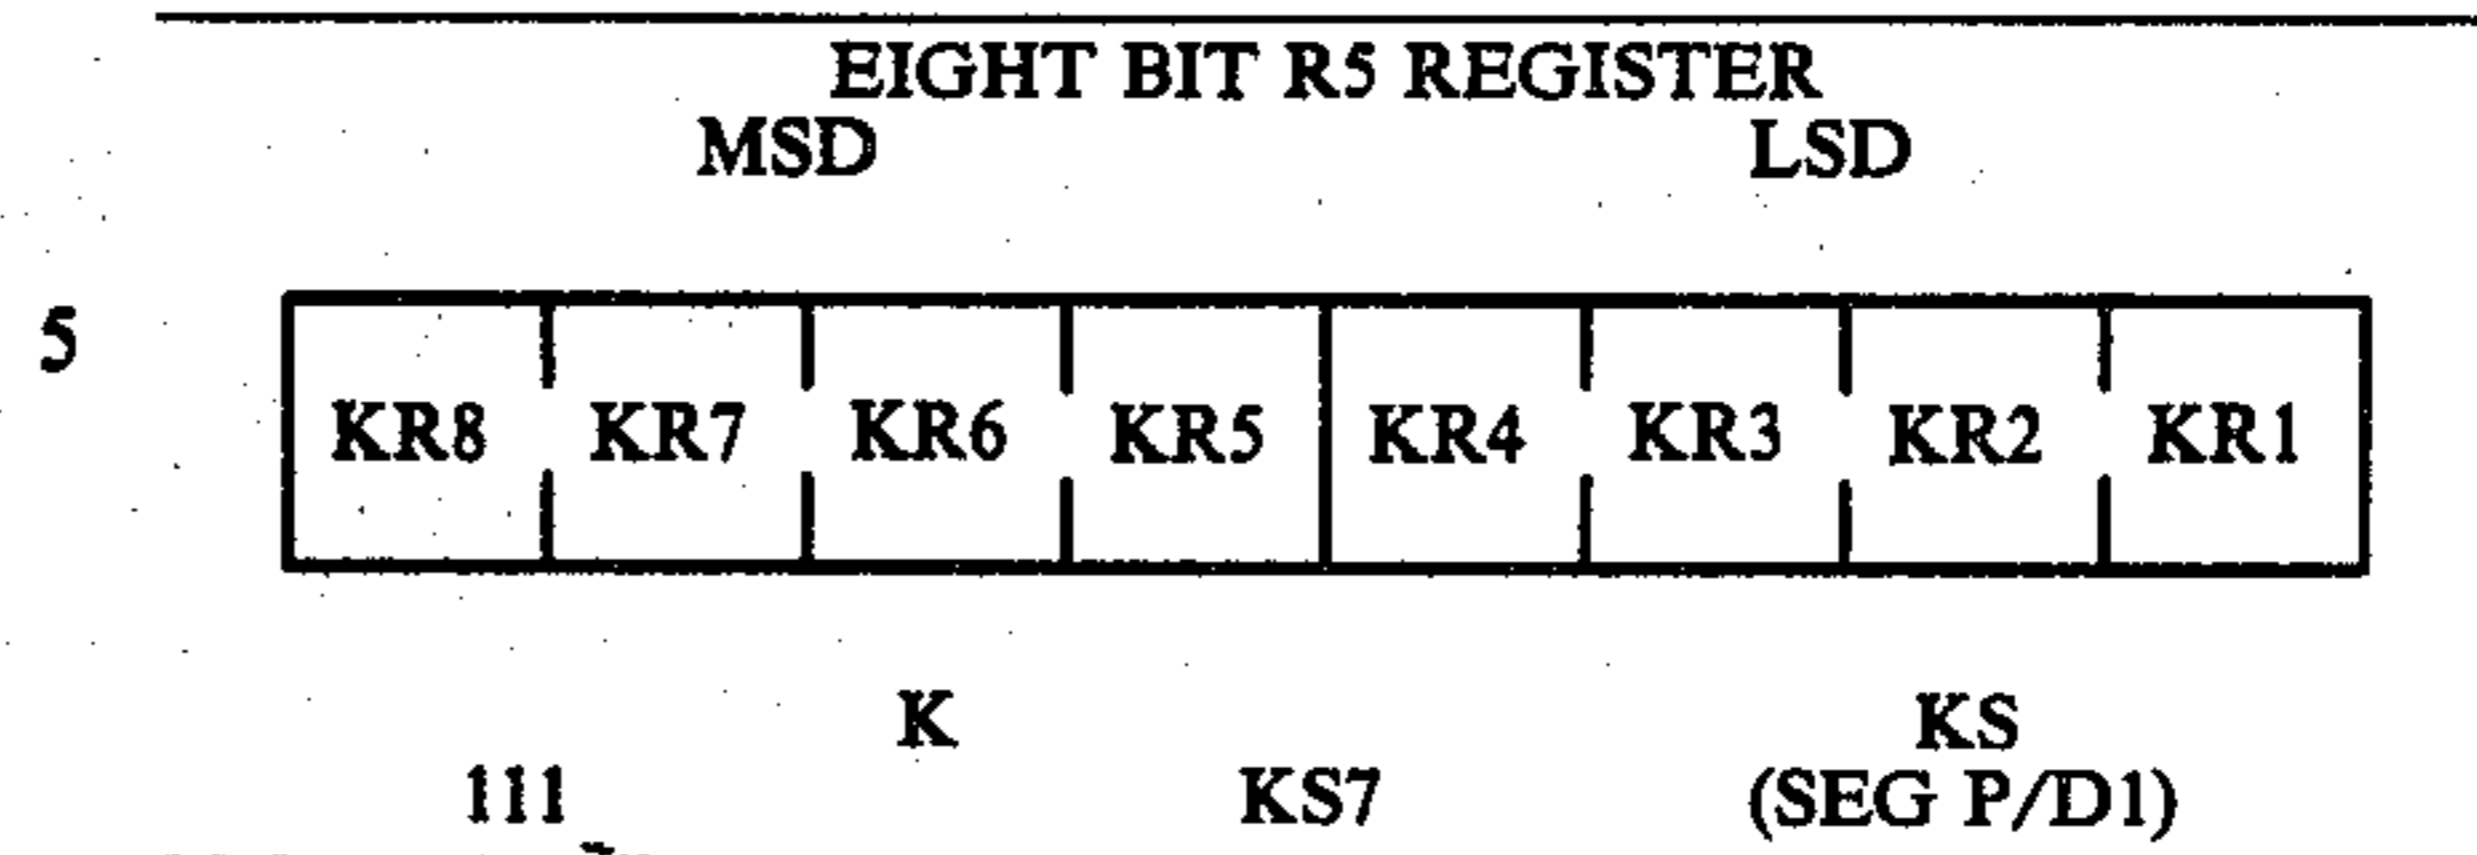 EIGHT BIT R5 REGISTER
MSD LSD
5
KR8 KR7 KR6 KR5 KR4 KR3 KR2 KR1
K KS
111 KS7 (SEG P/D1)